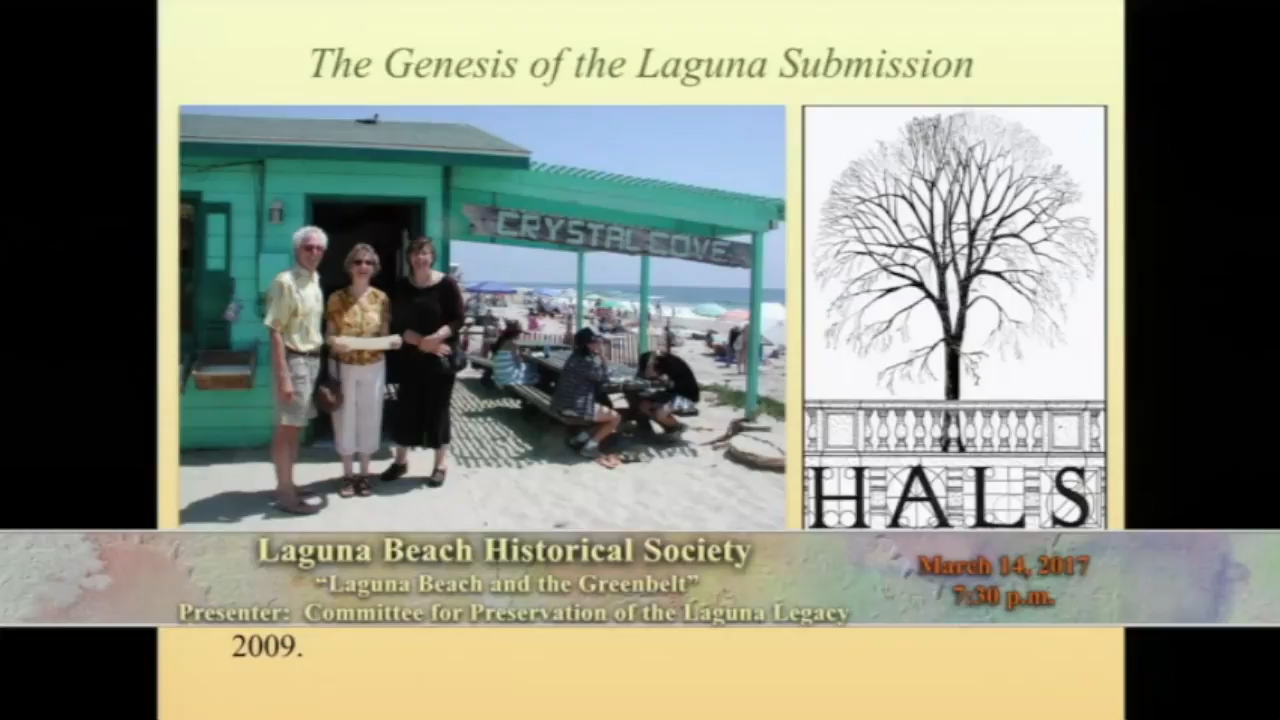 The Genesis of the Laguna Submission
CRYSTAL COVE
HALS
Laguna Beach Historical Society
“Laguna Beach and the Greenbelt”
Presenter: Committee for Preservation of the Laguna Legacy
March 14, 2017
7:30 p.m.
2009.